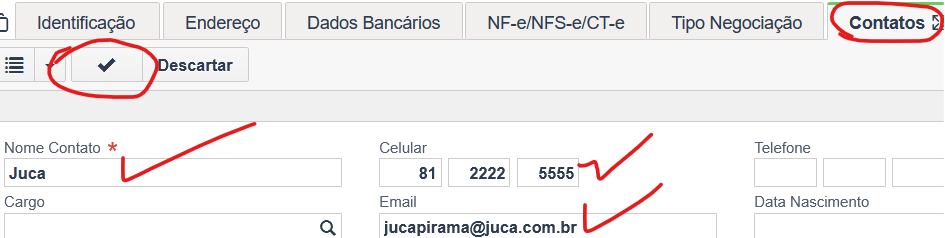 Identificação Endereço Dados Bancários NF-e/NFS-e/CT-e Tipo Negociação Contatos
Descartar
Nome Contato * Celular Telefone
Juca 81 2222 5555
Cargo Email Data Nascimento
jucapirama@juca.com.br